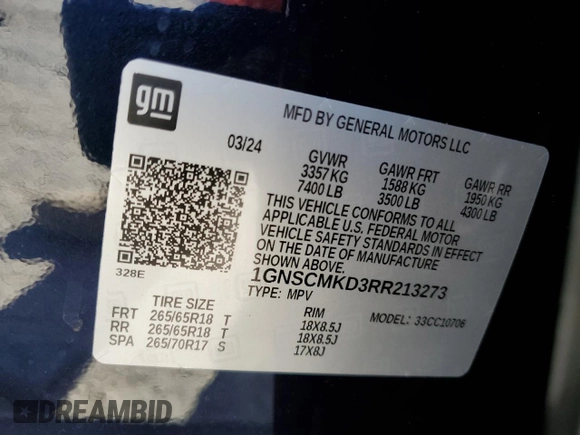 gm
MFD BY GENERAL MOTORS LLC
03/24
GVWR
3357 KG
7400 LB
GAWR FRT
1588 KG
3500 LB
GAWR RR
1950 KG
4300 LB
THIS VEHICLE CONFORMS TO ALL
APPLICABLE U.S. FEDERAL MOTOR
VEHICLE SAFETY STANDARDS IN EFFECT
ON THE DATE OF MANUFACTURE
SHOWN ABOVE.
328E
1GNSCMKD3RR213273
TYPE: MPV
MODEL: 33CC10706
TIRE SIZE RIM
FRT 265/65R18 T 18X8.5J
RR 265/65R18 T 18X8.5J
SPA 265/70R17 S 17X8J
DREAMBID